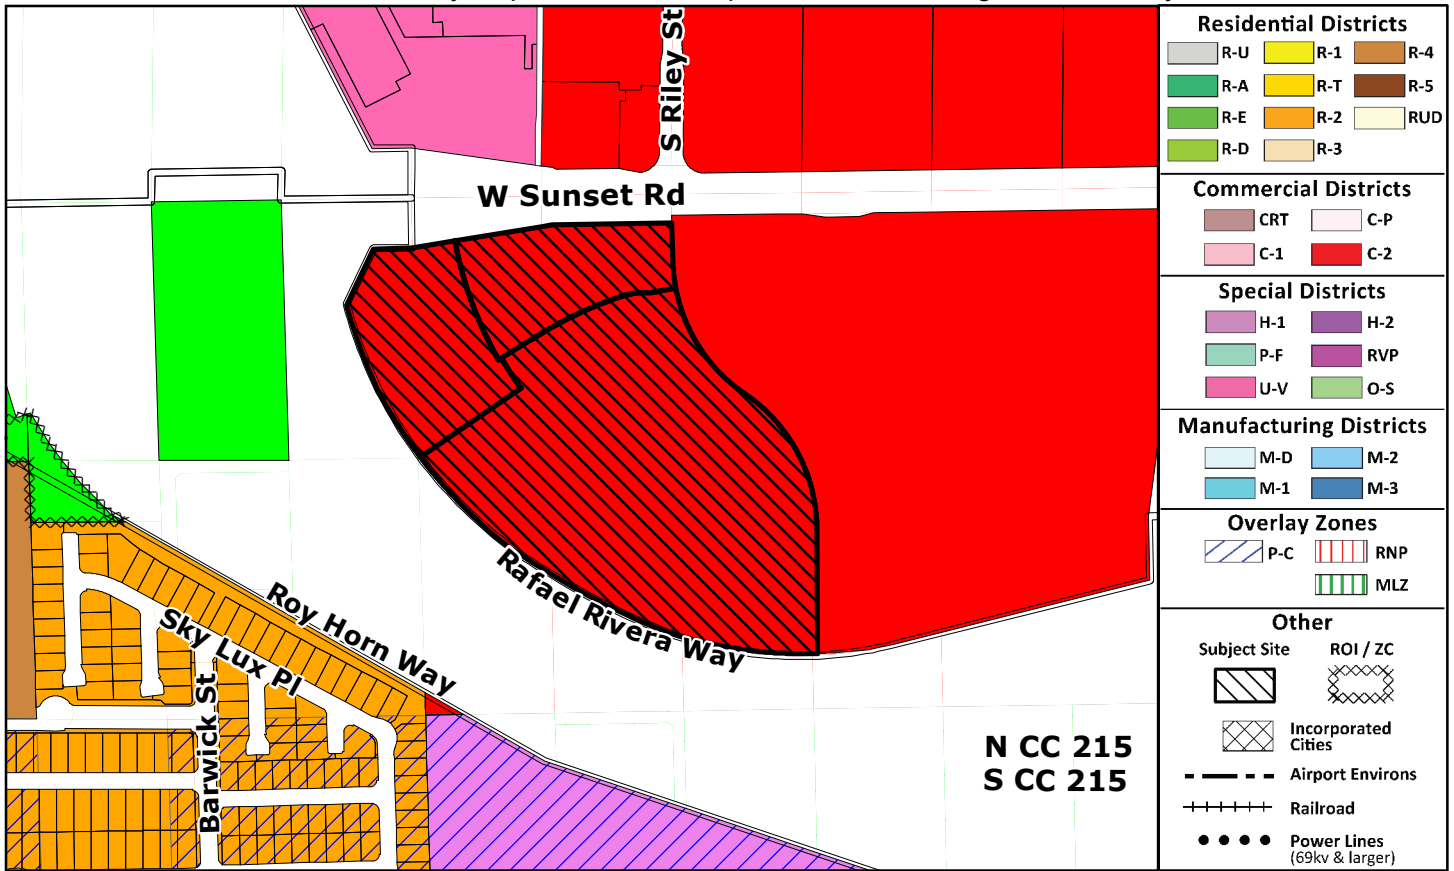 S Riley St
W Sunset Rd
Rafael Rivera Way
Roy Horn Way
Sky Lux Pl
Barwick St
N CC 215
S CC 215
Residential Districts
R-U R-1 R-4
R-A R-T R-5
R-E R-2 RUD
R-D R-3
Commercial Districts
CRT C-P
C-1 C-2
Special Districts
H-1 H-2
P-F RVP
U-V O-S
Manufacturing Districts
M-D M-2
M-1 M-3
Overlay Zones
P-C RNP
MLZ
Other
Subject Site ROI / ZC
Incorporated
Cities
Airport Environs
Railroad
Power Lines
(69kv & larger)